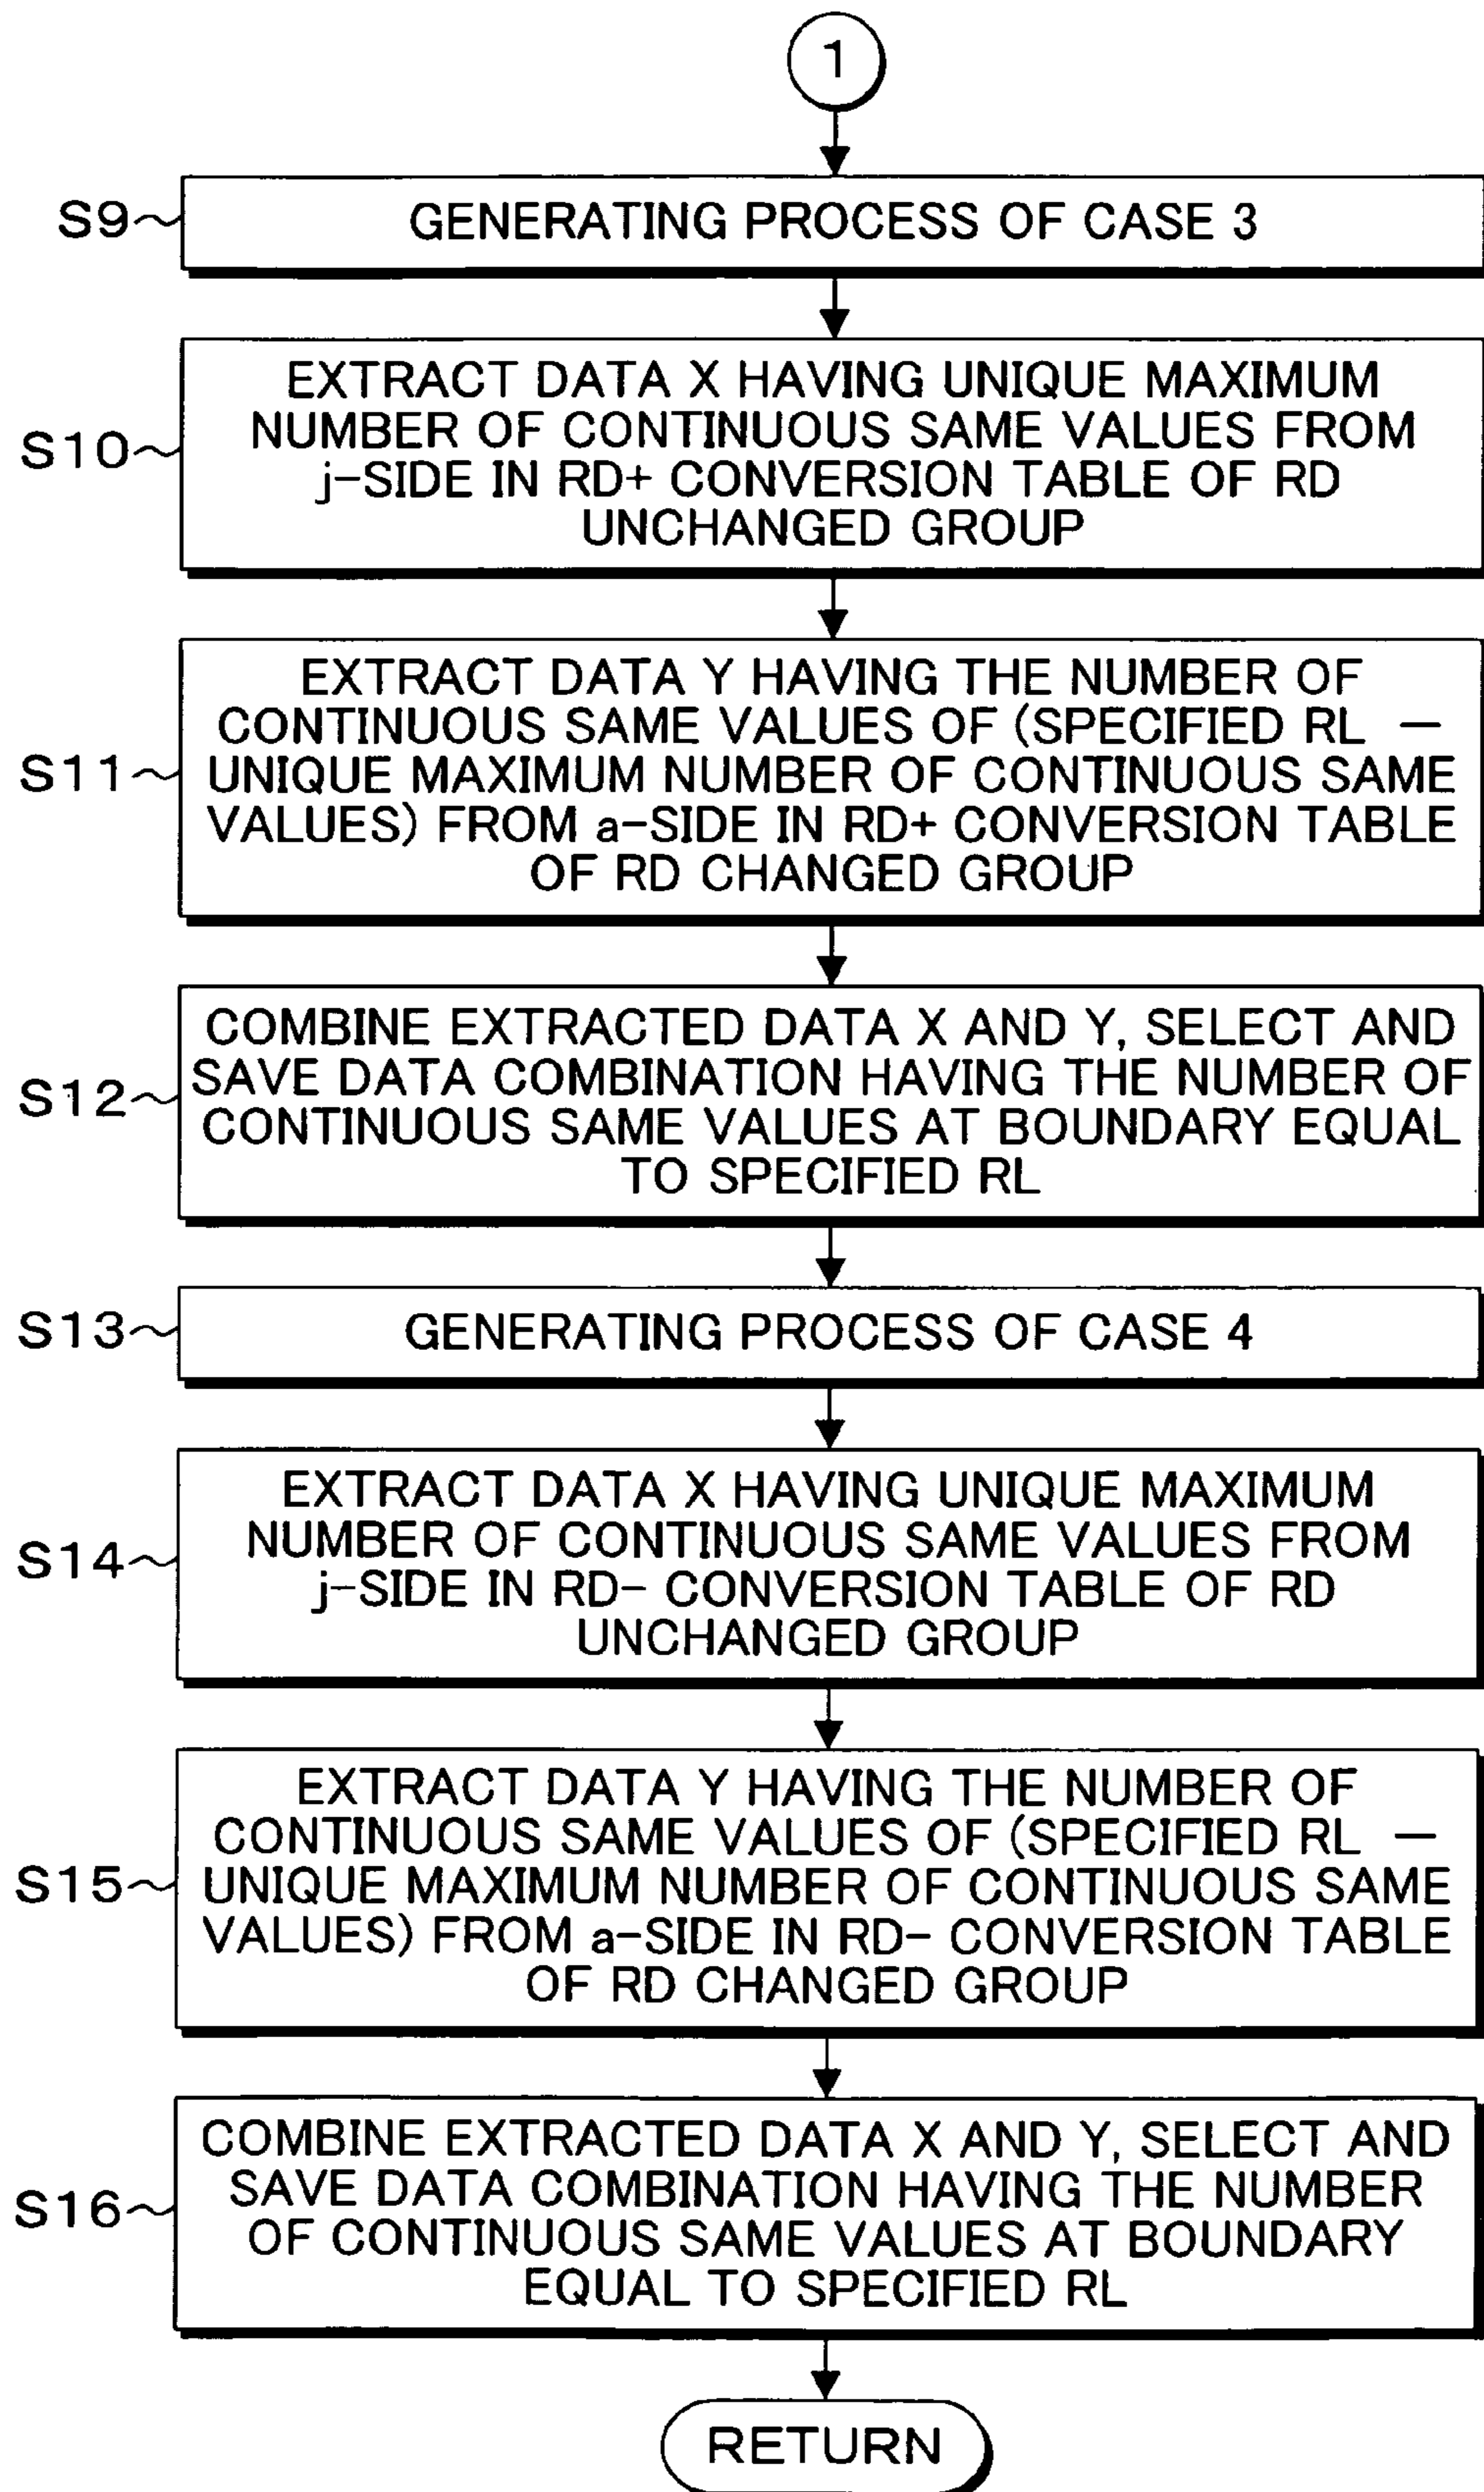 1
S9
GENERATING PROCESS OF CASE 3
S10
EXTRACT DATA X HAVING UNIQUE MAXIMUM
NUMBER OF CONTINUOUS SAME VALUES FROM
j-SIDE IN RD+ CONVERSION TABLE OF RD
UNCHANGED GROUP
S11
EXTRACT DATA Y HAVING THE NUMBER OF
CONTINUOUS SAME VALUES OF (SPECIFIED RL —
UNIQUE MAXIMUM NUMBER OF CONTINUOUS SAME
VALUES) FROM a-SIDE IN RD+ CONVERSION TABLE
OF RD CHANGED GROUP
S12
COMBINE EXTRACTED DATA X AND Y, SELECT AND
SAVE DATA COMBINATION HAVING THE NUMBER OF
CONTINUOUS SAME VALUES AT BOUNDARY EQUAL
TO SPECIFIED RL
S13
GENERATING PROCESS OF CASE 4
S14
EXTRACT DATA X HAVING UNIQUE MAXIMUM
NUMBER OF CONTINUOUS SAME VALUES FROM
j-SIDE IN RD- CONVERSION TABLE OF RD
UNCHANGED GROUP
S15
EXTRACT DATA Y HAVING THE NUMBER OF
CONTINUOUS SAME VALUES OF (SPECIFIED RL —
UNIQUE MAXIMUM NUMBER OF CONTINUOUS SAME
VALUES) FROM a-SIDE IN RD- CONVERSION TABLE
OF RD CHANGED GROUP
S16
COMBINE EXTRACTED DATA X AND Y, SELECT AND
SAVE DATA COMBINATION HAVING THE NUMBER
OF CONTINUOUS SAME VALUES AT BOUNDARY
EQUAL TO SPECIFIED RL
RETURN